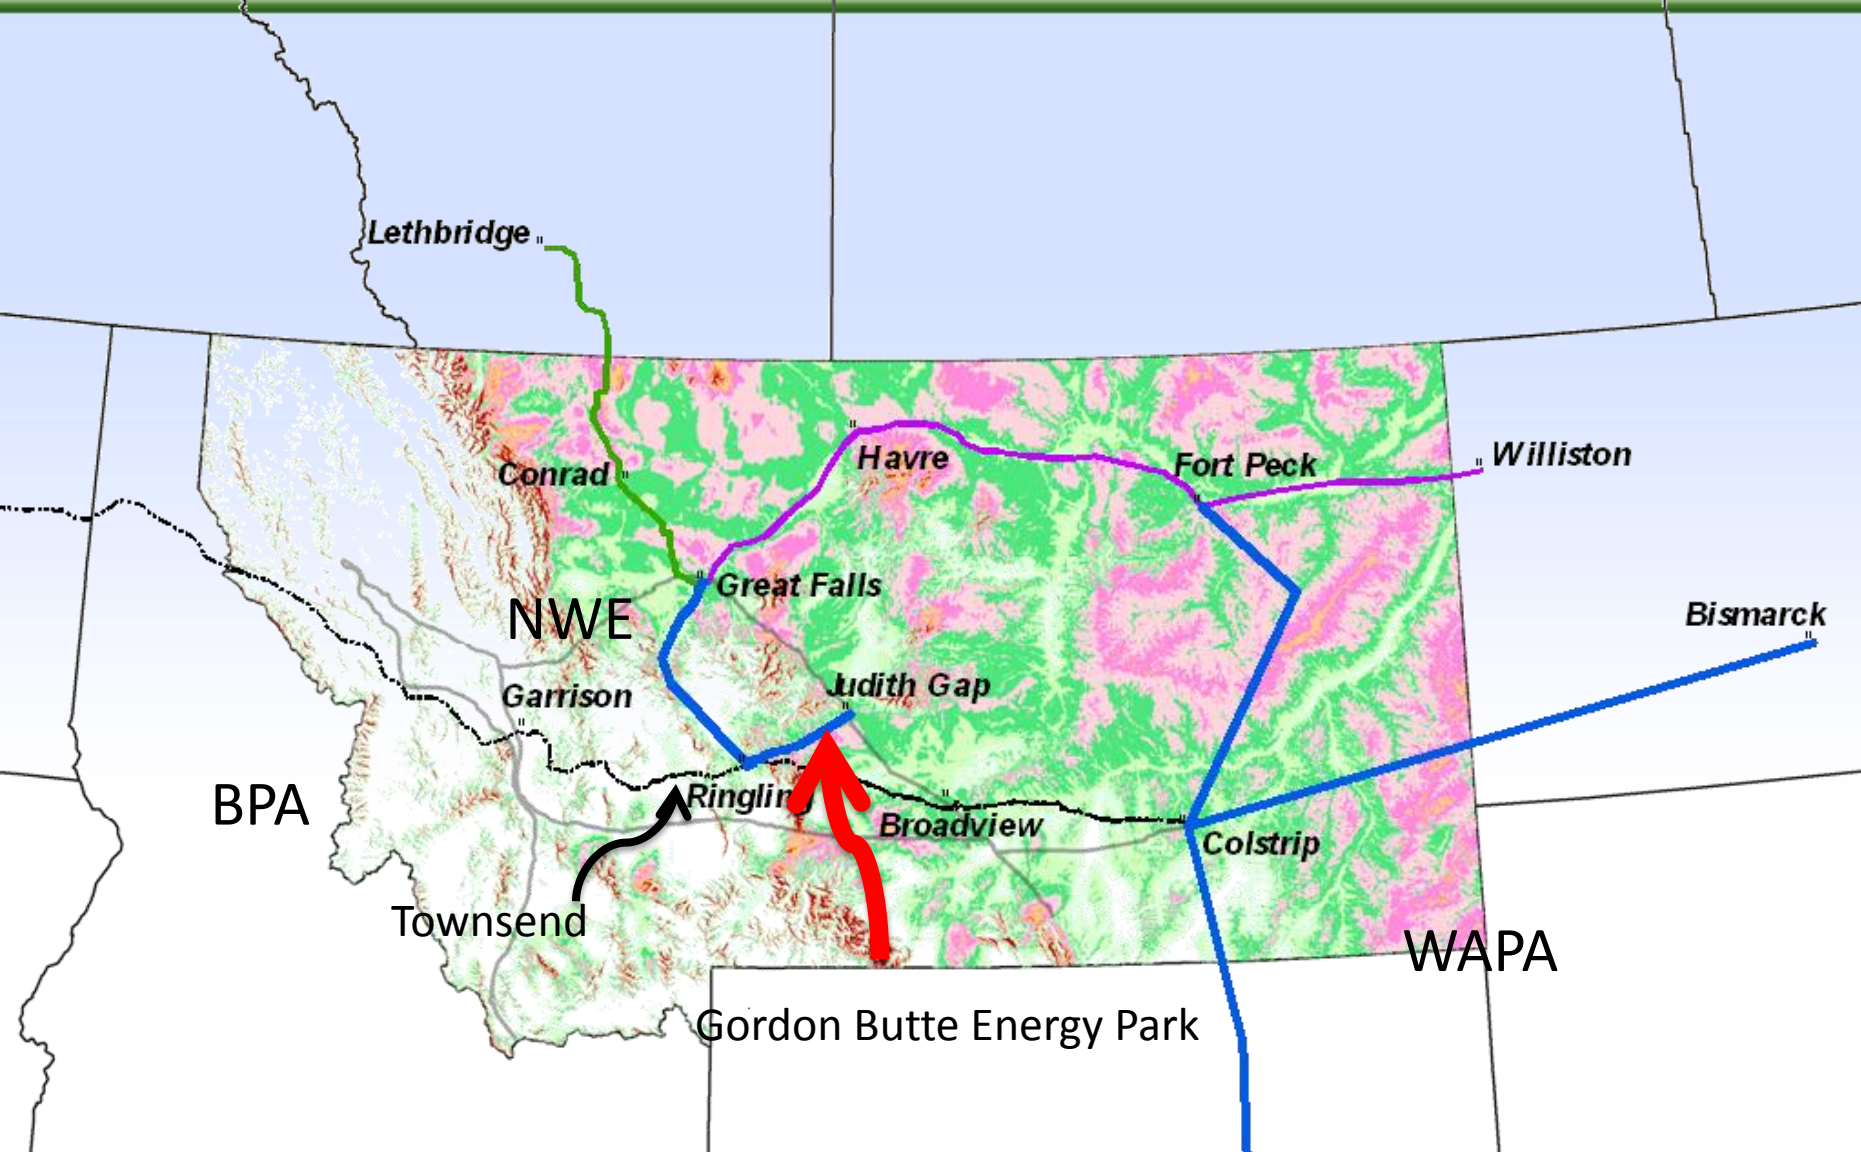 Lethbridge
Havre
Williston
Conrad
Fort Peck
Great Falls
NWE
Bismarck
Judith Gap
Garrison
BPA
Ringling
Broadview
Colstrip
Townsend
WAPA
Gordon Butte Energy Park